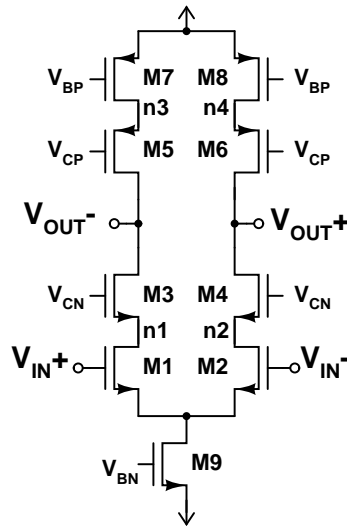 V_BP M7 M8 V_BP
n3 n4
V_CP M5 M6 V_CP
V_OUT- V_OUT+
V_CN M3 M4 V_CN
n1 n2
V_IN+ M1 M2 V_IN-
V_BN M9